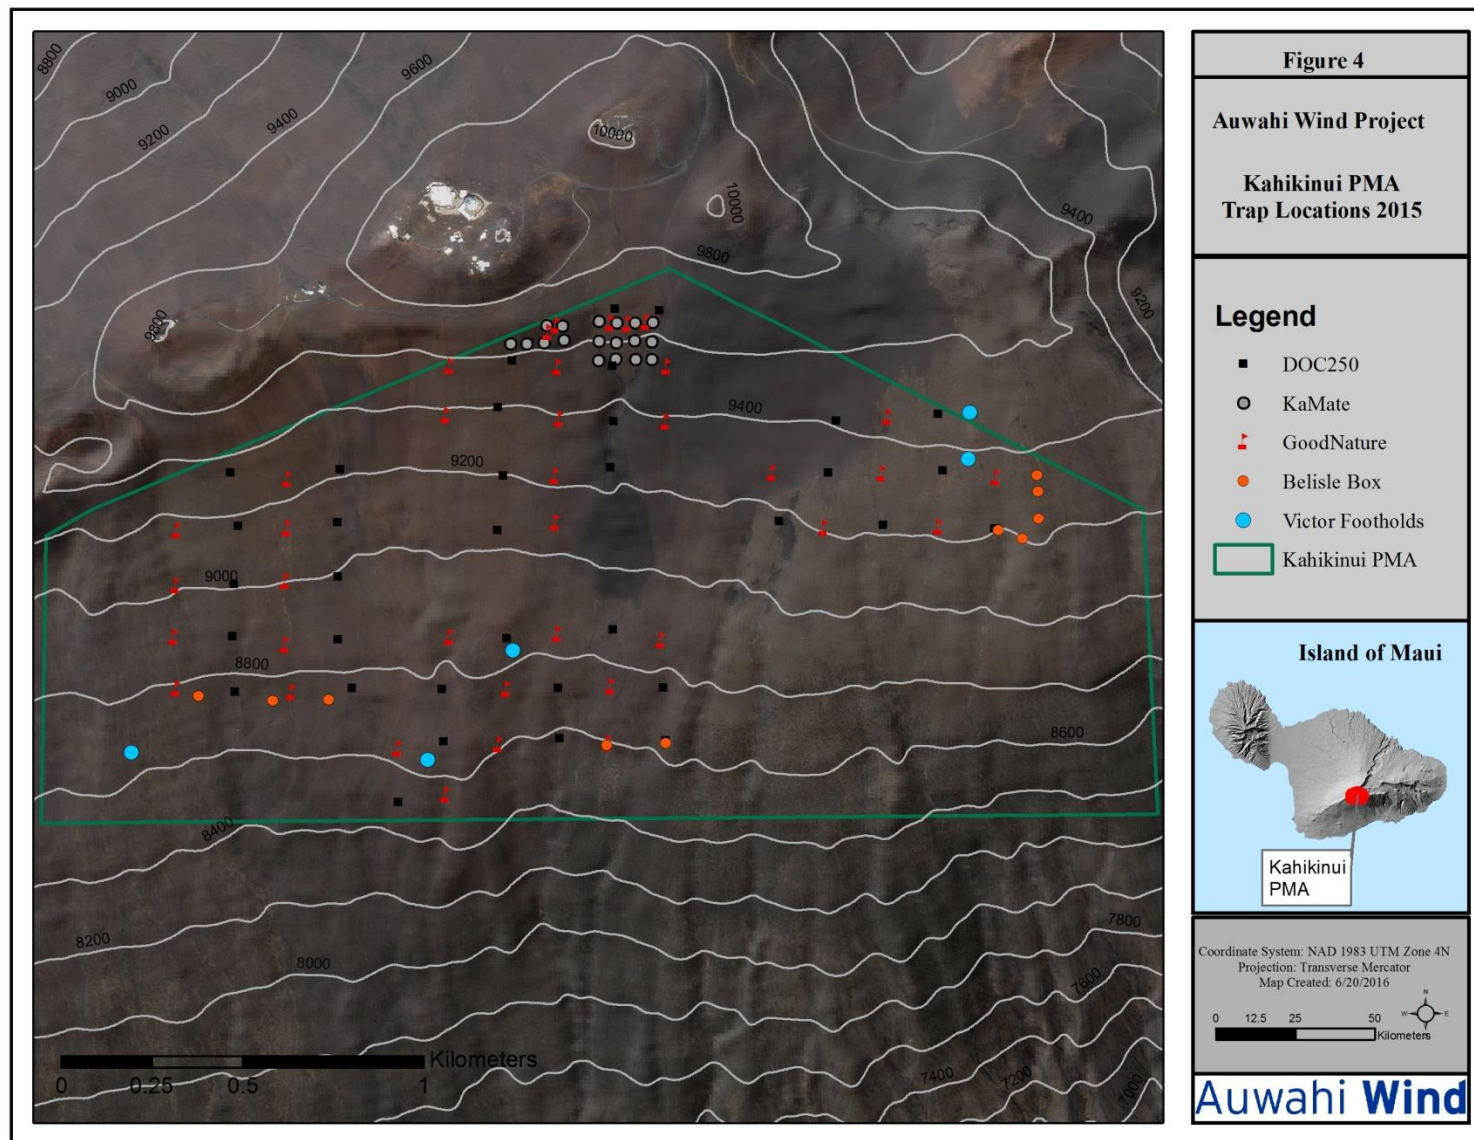 8800
9000
9200
9400
9600
10000
10000
9400
9200
9800
9800
9400
9200
9000
8800
8600
8400
8200
8000
7800
7600
7400
7200
7000
Kilometers
0 0.25 0.5 1
Figure 4
Auwahi Wind Project
Kahikinui PMA
Trap Locations 2015
Legend
DOC250
KaMate
GoodNature
Belisle Box
Victor Footholds
Kahikinui PMA
Island of Maui
Kahikinui
PMA
Coordinate System: NAD 1983 UTM Zone 4N
Projection: Transverse Mercator
Map Created: 6/20/2016
N
W E
S
0 12.5 25 50
Kilometers
Auwahi Wind